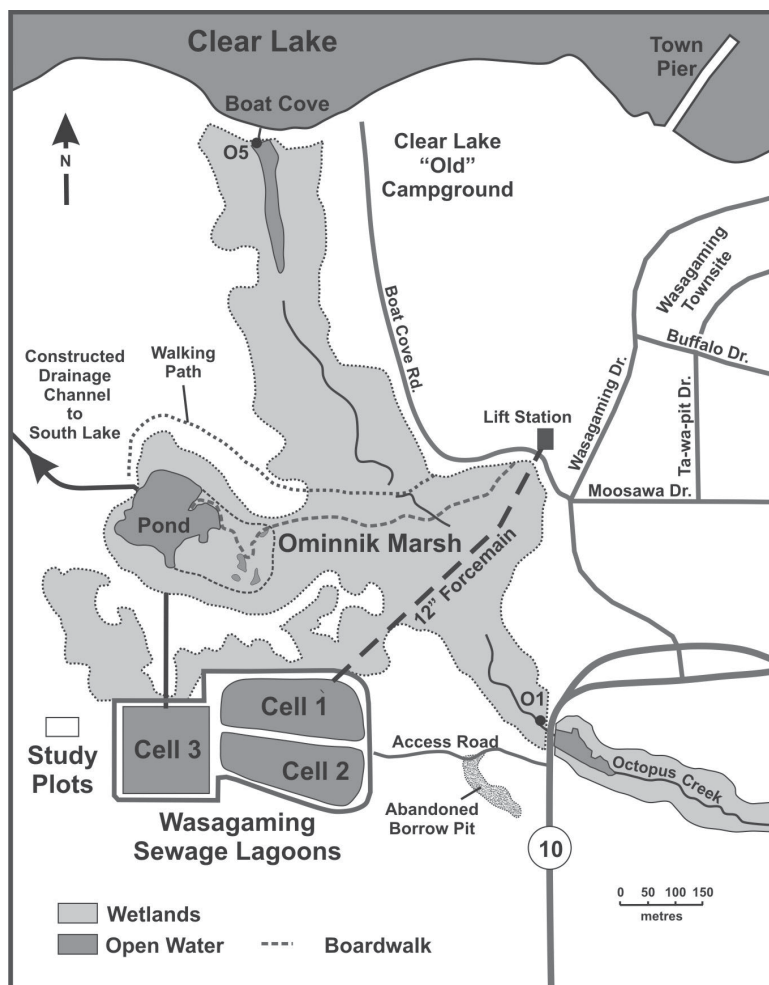 Clear Lake
Town
Pier
Boat Cove
N
O5
Clear Lake
“Old”
Campground
Wasagaming
Townsite
Boat Cove Rd.
Buffalo Dr.
Constructed
Drainage
Channel
to
South Lake
Walking
Path
Lift Station
Wasagaming Dr.
Ta-wa-pit Dr.
Moosawa Dr.
Pond
Ominnik Marsh
12" Forcemain
Cell 1
O1
Study
Plots
Cell 3
Cell 2
Access Road
Octopus Creek
Abandoned
Borrow Pit
Wasagaming
Sewage Lagoons
10
0 50 100 150
metres
Wetlands
Open Water
Boardwalk